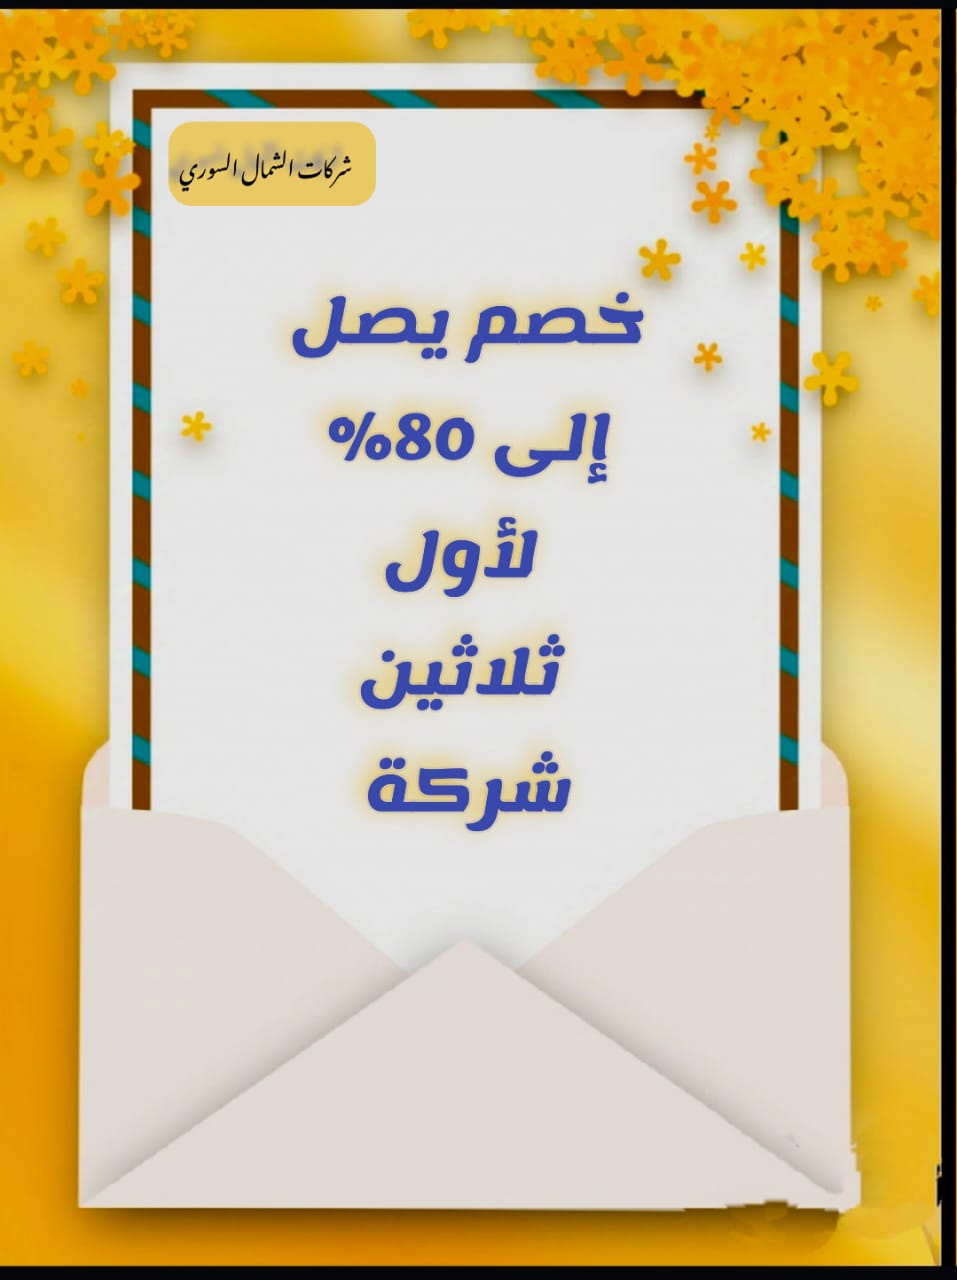 شركات الشمال السوري
خصم يصل
إلى 80%
لأول
ثلاثين
شركة